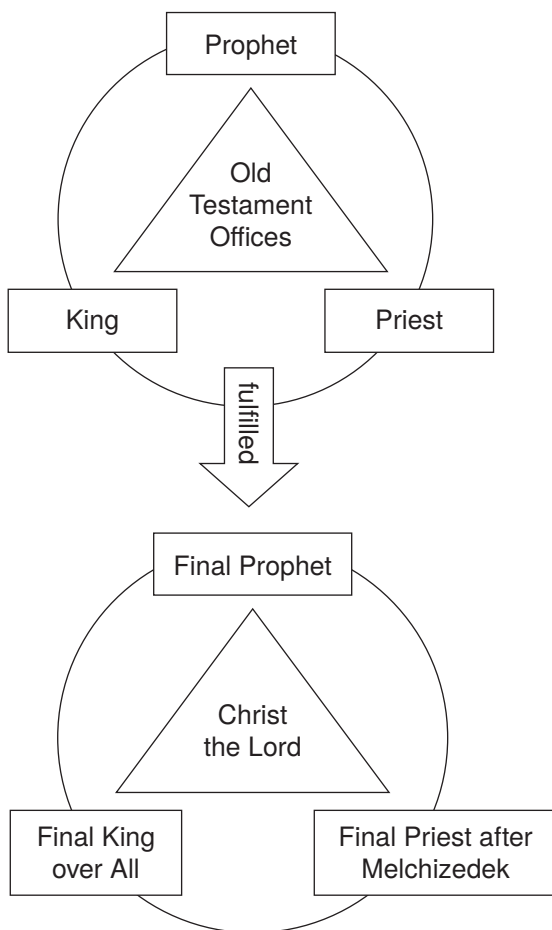 Prophet
Old
Testament
Offices
King
Priest
fulfilled
Final Prophet
Christ
the Lord
Final King
over All
Final Priest after
Melchizedek